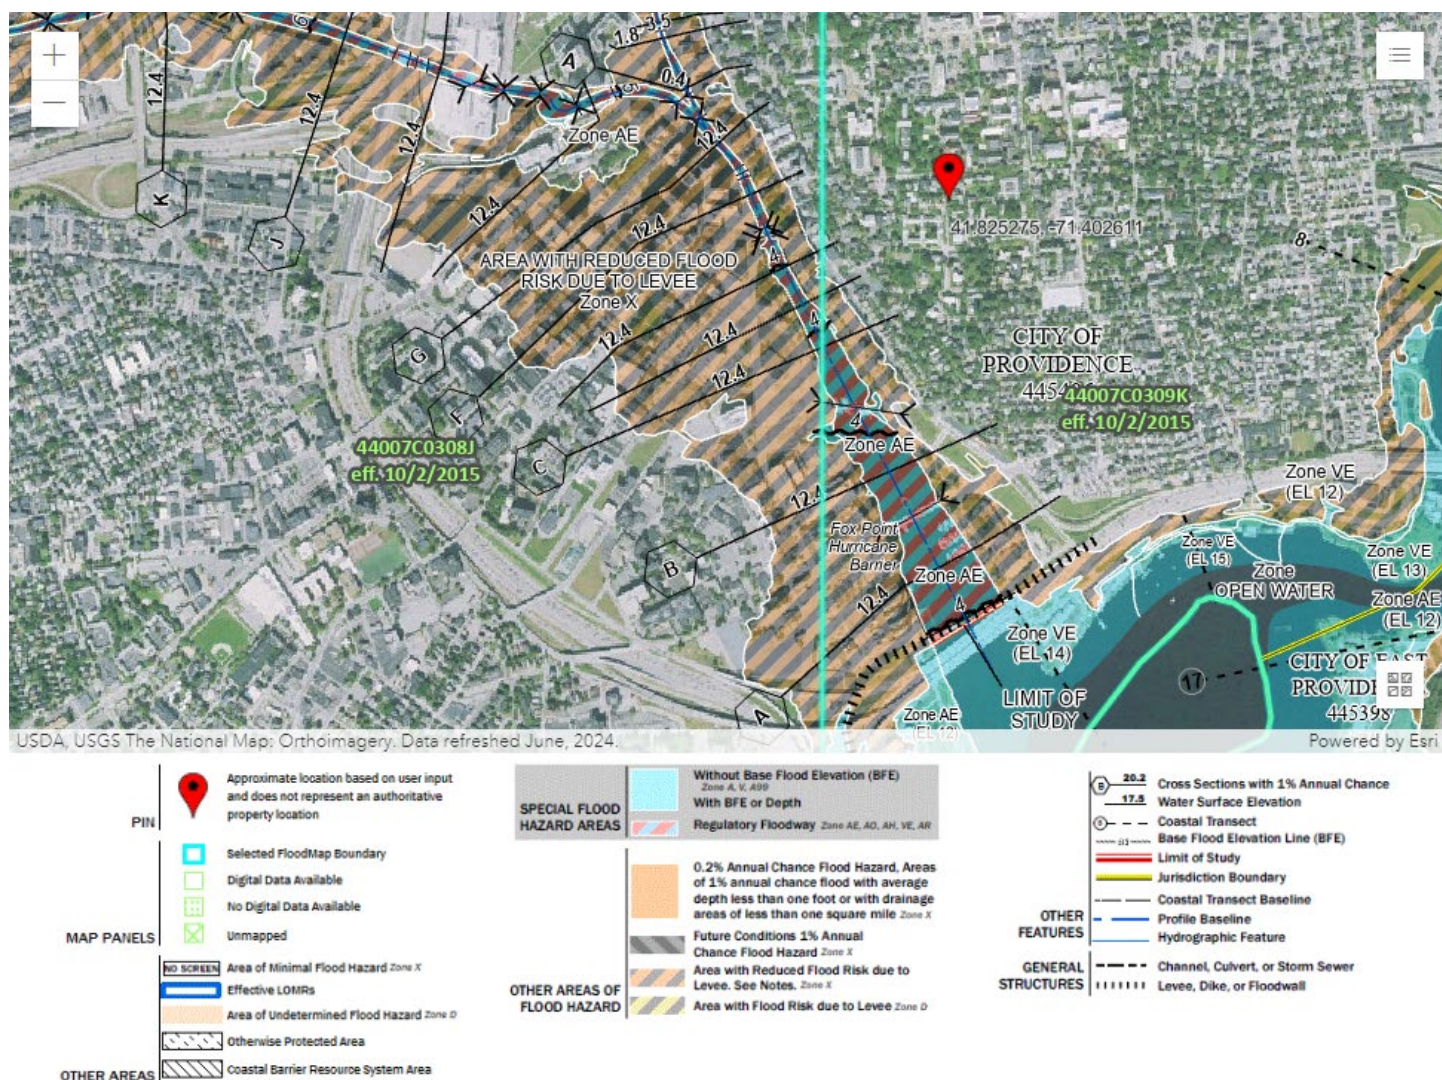 +
−
K
12.4
J
12.4
12.4
A
1.8
3.5
0.4
Zone AE
12.4
12.4
12.4
4
AREA WITH REDUCED FLOOD
RISK DUE TO LEVEE
Zone X
41.825275, -71.402611
8
G
F
C
B
A
12.4
12.4
12.4
4
CITY OF
PROVIDENCE
44007C0309K
eff. 10/2/2015
44007C0308J
eff. 10/2/2015
4
Zone AE
12.4
Fox Point
Hurricane
Barrier
Zone AE
4
12.4
Zone VE
(EL 12)
Zone VE
(EL 15)
Zone
OPEN WATER
Zone VE
(EL 13)
Zone AE
(EL 12)
Zone VE
(EL 14)
17
LIMIT OF
STUDY
CITY OF EAST
445398
Zone AE
(EL 12)
USDA, USGS The National Map: Orthoimagery. Data refreshed June, 2024.
Powered by Esri
PIN
Approximate location based on user input
and does not represent an authoritative
property location
MAP PANELS
Selected FloodMap Boundary
Digital Data Available
No Digital Data Available
Unmapped
OTHER AREAS
NO SCREEN Area of Minimal Flood Hazard Zone X
Effective LOMRs
Area of Undetermined Flood Hazard Zone D
Otherwise Protected Area
Coastal Barrier Resource System Area
SPECIAL FLOOD
HAZARD AREAS
Without Base Flood Elevation (BFE)
Zone A, V, A99
With BFE or Depth
Regulatory Floodway Zone AE, AO, AH, VE, AR
OTHER AREAS OF
FLOOD HAZARD
0.2% Annual Chance Flood Hazard, Areas
of 1% annual chance flood with average
depth less than one foot or with drainage
areas of less than one square mile Zone X
Future Conditions 1% Annual
Chance Flood Hazard Zone X
Area with Reduced Flood Risk due to
Levee. See Notes. Zone X
Area with Flood Risk due to Levee Zone D
OTHER
FEATURES
B 20.2 Cross Sections with 1% Annual Chance
17.5 Water Surface Elevation
8 Coastal Transect
Base Flood Elevation Line (BFE)
Limit of Study
Jurisdiction Boundary
Coastal Transect Baseline
Profile Baseline
Hydrographic Feature
GENERAL
STRUCTURES
Channel, Culvert, or Storm Sewer
Levee, Dike, or Floodwall